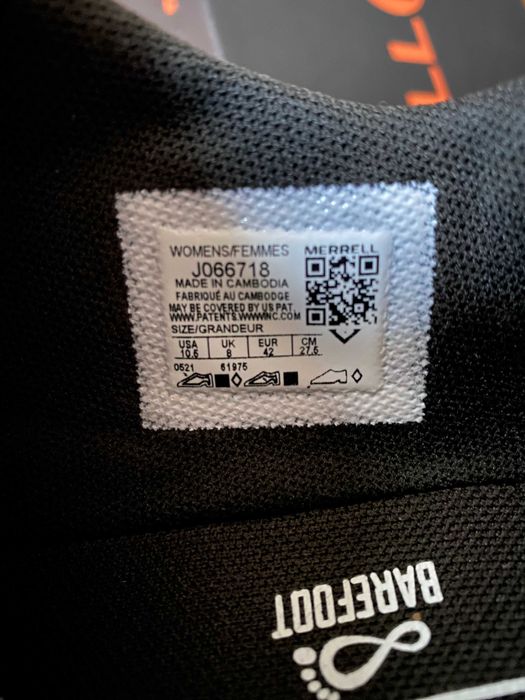 LLO
WOMENS/FEMMES
MERRELL
J066718
MADE IN CAMBODIA
FABRIQUÉ AU CAMBODGE
MAY BE COVERED BY US PAT.
WWW.PATENTS.WWWINC.COM
SIZE/GRANDEUR
USA UK EUR CM
10.5 8 42 27.5
0521 61975
BAREFOOT